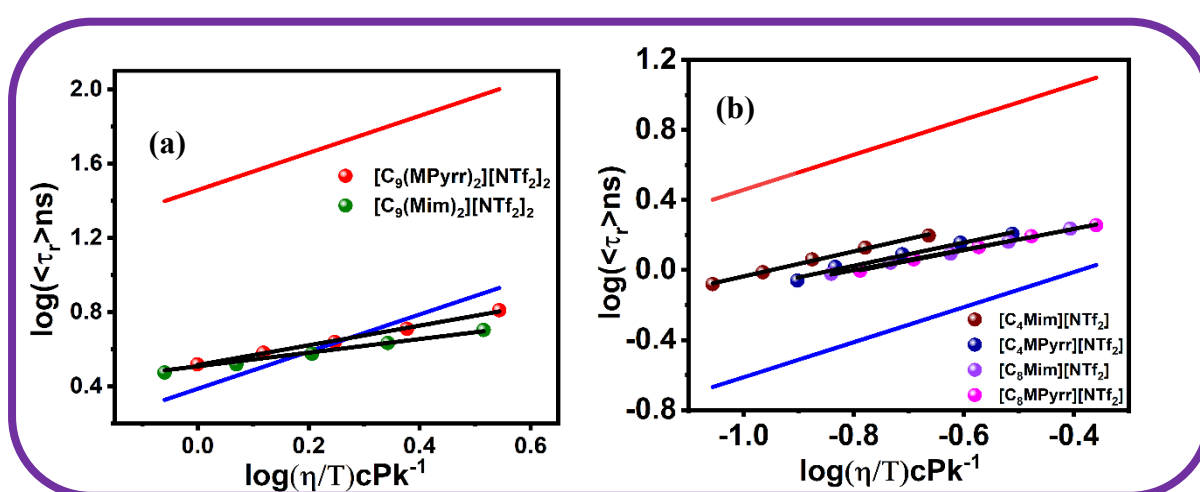 (a)
log(<τᵣ>ns)
2.0
1.6
1.2
0.8
0.4
[C₉(MPyrr)₂][NTf₂]₂
[C₉(Mim)₂][NTf₂]₂
0.0
0.2
0.4
0.6
log(η/T)cPk⁻¹
(b)
log(<τᵣ>ns)
1.2
0.8
0.4
0.0
-0.4
-0.8
[C₄Mim][NTf₂]
[C₄MPyrr][NTf₂]
[C₈Mim][NTf₂]
[C₈MPyrr][NTf₂]
-1.0
-0.8
-0.6
-0.4
log(η/T)cPk⁻¹